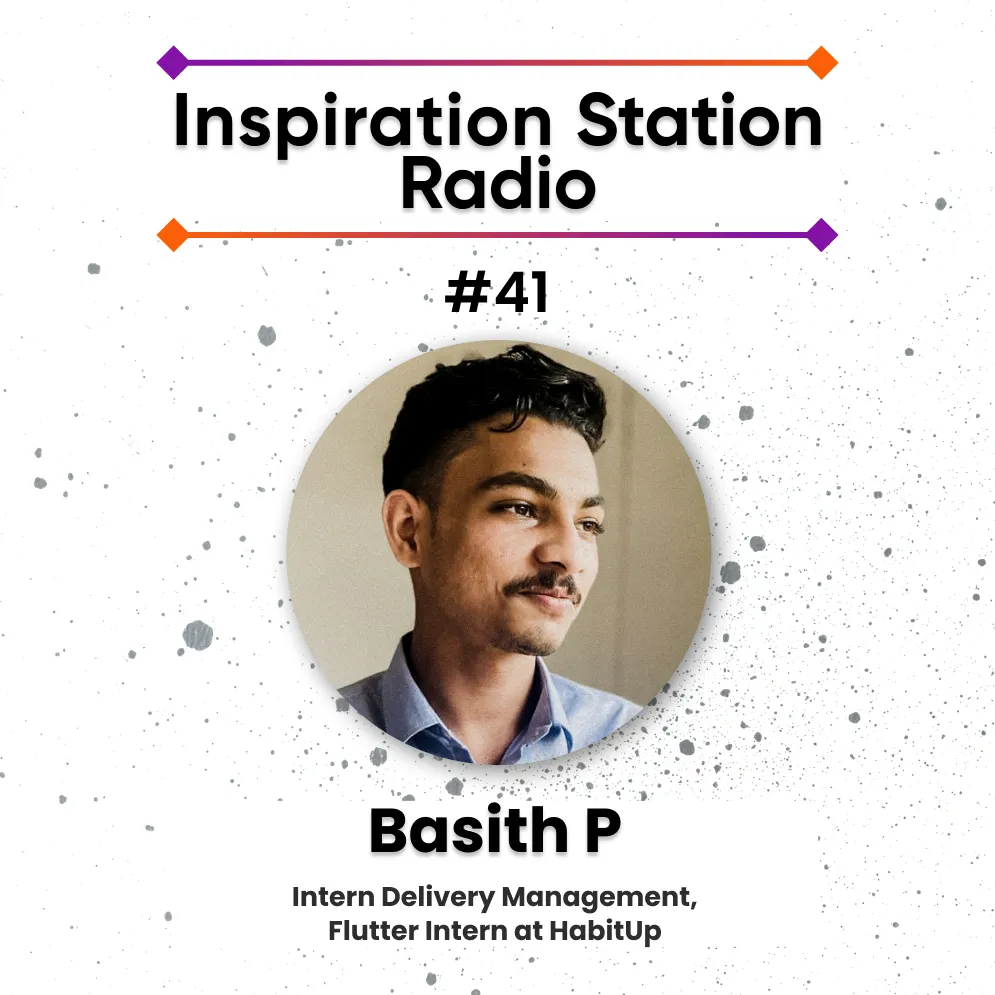 Inspiration Station
Radio
#41
Basith P
Intern Delivery Management,
Flutter Intern at HabitUp